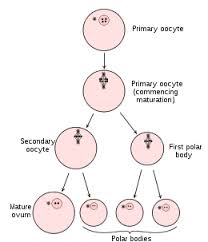 Primary oocyte
Primary oocyte
(commencing
maturation)
Secondary
oocyte
First polar
body
Mature
ovum
Polar bodies